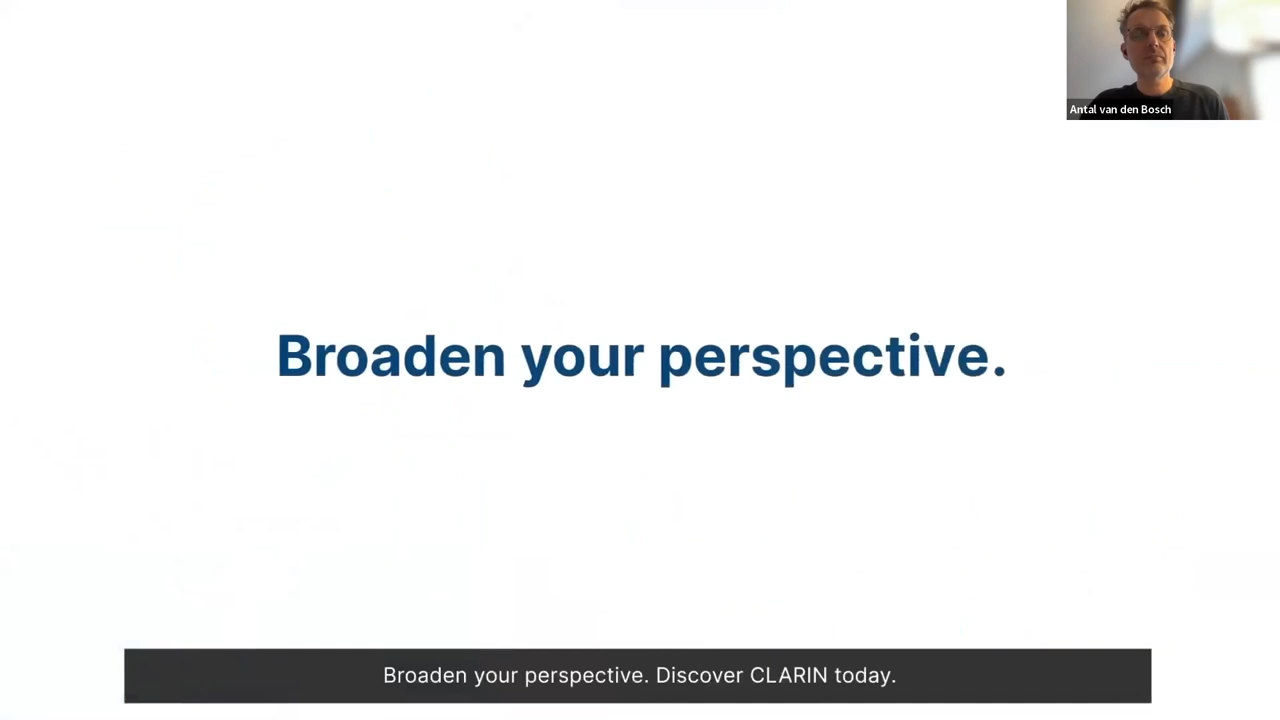 Antal van den Bosch
Broaden your perspective.
Broaden your perspective. Discover CLARIN today.